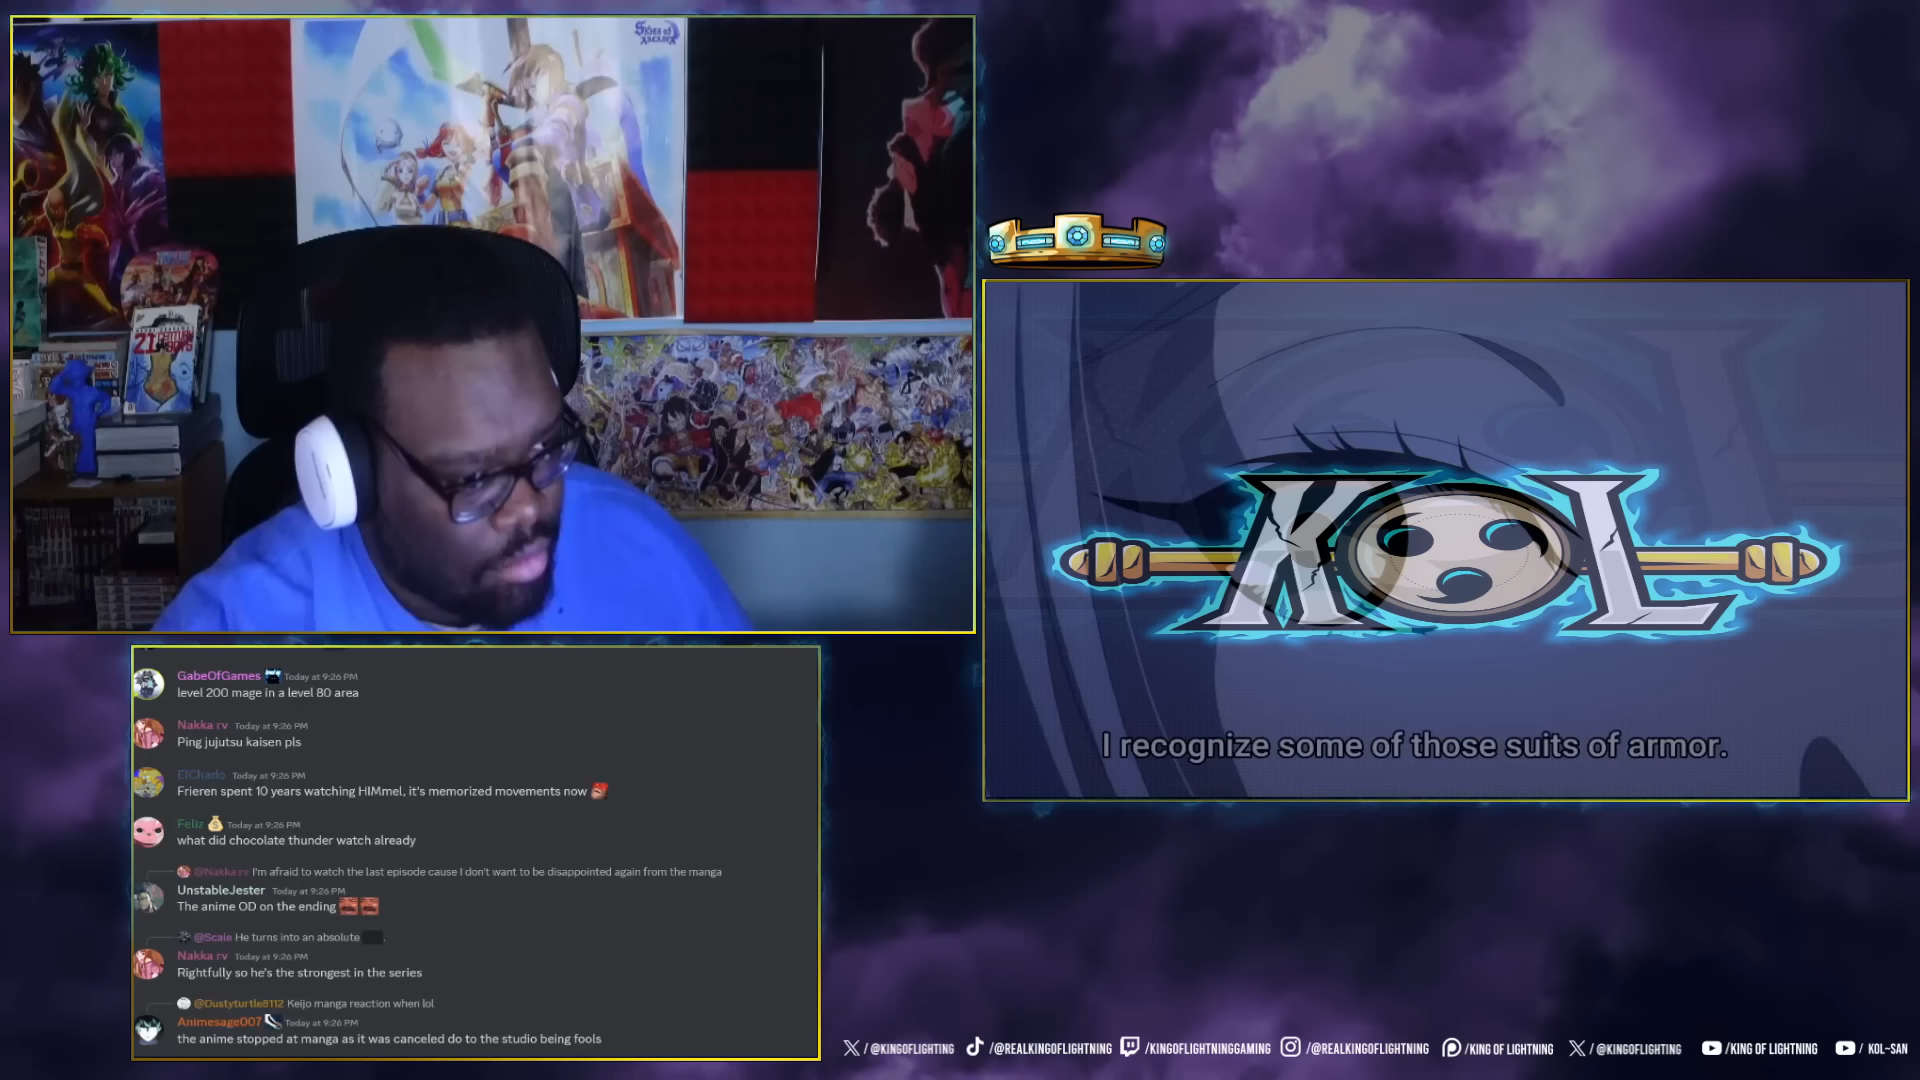 Skies of
Arcadia
21
KOL
I recognize some of those suits of armor.
GabeOfGames Today at 9:26 PM
level 200 mage in a level 80 area
Nakka rv Today at 9:26 PM
Ping jujutsu kaisen pls
ElChado Today at 9:26 PM
Frieren spent 10 years watching HIMmel, it's memorized movements now
Feliz Today at 9:26 PM
what did chocolate thunder watch already
@Nakka rv I'm afraid to watch the last episode cause I don't want to be disappointed again from the manga
UnstableJester Today at 9:26 PM
The anime OD on the ending
@Scale He turns into an absolute .
Nakka rv Today at 9:26 PM
Rightfully so he's the strongest in the series
@Dustyturtle8112 Keijo manga reaction when lol
Animesage007 Today at 9:26 PM
the anime stopped at manga as it was canceled do to the studio being fools
/ @KINGOFLIGHTING /@REALKINGOFLIGHTNING /KINGOFLIGHTNINGGAMING /@REALKINGOFLIGHTNING /KING OF LIGHTNING / @KINGOFLIGHTING /KING OF LIGHTNING / KOL-SAN